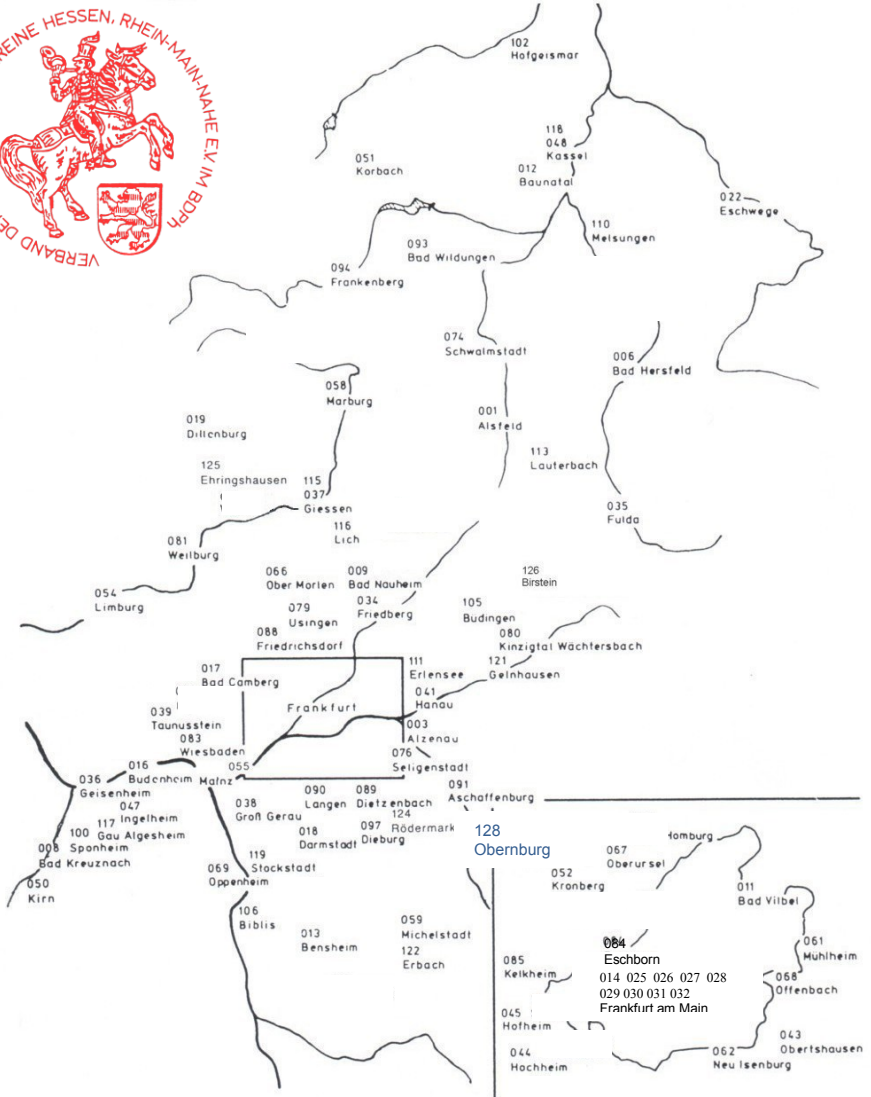 VERBAND DE
EREINE HESSEN, RHEIN-MAIN-NAHE E.V. IM BDPh
102
Hofgeismar
118
048
Kassel
051
Korbach
012
Baunatal
022
Eschwege
110
Melsungen
093
Bad Wildungen
094
Frankenberg
074
Schwalmstadt
006
Bad Hersfeld
058
Marburg
001
Alsfeld
019
Dillenburg
113
Lauterbach
125
Ehringshausen
115
037
Giessen
035
Fulda
116
Lich
081
Weilburg
066
Ober Morlen
009
Bad Nauheim
126
Birstein
054
Limburg
079
Usingen
034
Friedberg
105
Budingen
088
Friedrichsdorf
080
Kinzigtal Wächtersbach
017
Bad Camberg
111
Erlensee
121
Gelnhausen
041
Hanau
Frankfurt
039
Taunusstein
003
Alzenau
083
Wiesbaden
076
Seligenstadt
055
Mainz
016
Budenheim
036
Geisenheim
091
Aschaffenburg
090
Langen
089
Dietzenbach
047
Ingelheim
038
Groß Gerau
124
Rödermark
117
Gau Algesheim
018
Darmstadt
097
Dieburg
100
Sponheim
008
Bad Kreuznach
119
Stockstadt
069
Oppenheim
050
Kirn
106
Biblis
013
Bensheim
059
Michelstadt
122
Erbach
128
Obernburg
Homburg
067
Oberursel
052
Kronberg
011
Bad Vilbel
084
Eschborn
061
Mühlheim
085
Kelkheim
014 025 026 027 028
029 030 031 032
Frankfurt am Main
068
Offenbach
045
Hofheim
043
Obertshausen
044
Hochheim
062
Neu Isenburg